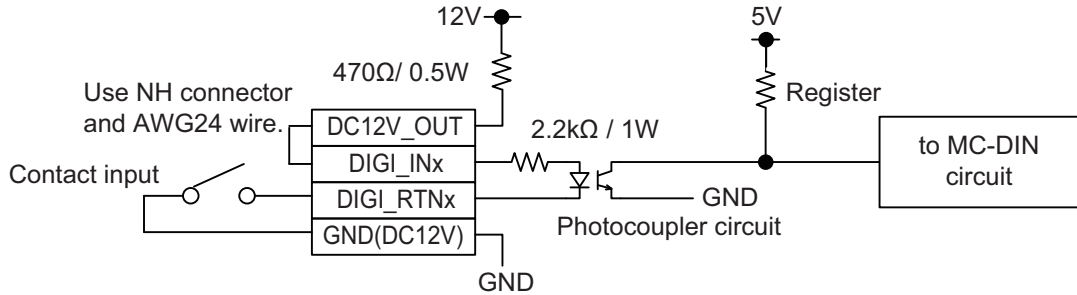 12V
5V
470Ω/ 0.5W
Use NH connector
and AWG24 wire.
Register
DC12V_OUT
2.2kΩ / 1W
DIGI_INx
to MC-DIN
circuit
Contact input
DIGI_RTNx
GND
Photocoupler circuit
GND(DC12V)
GND